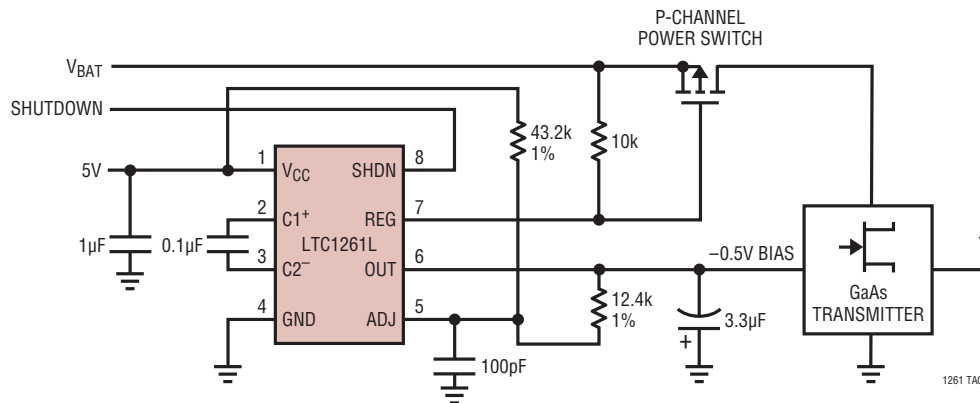 P-CHANNEL
POWER SWITCH
VBAT
SHUTDOWN
43.2k
1%
10k
5V
1
VCC
SHDN
8
2
C1+
REG
7
1µF
0.1µF
LTC1261L
3
C2–
OUT
6
–0.5V BIAS
4
GND
ADJ
5
12.4k
1%
3.3µF
+
GaAs
TRANSMITTER
100pF